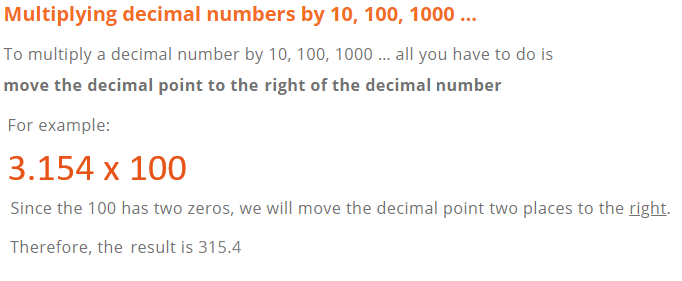 Multiplying decimal numbers by 10, 100, 1000 ...
To multiply a decimal number by 10, 100, 1000 ... all you have to do is
move the decimal point to the right of the decimal number
For example:
3.154 x 100
Since the 100 has two zeros, we will move the decimal point two places to the right.
Therefore, the result is 315.4